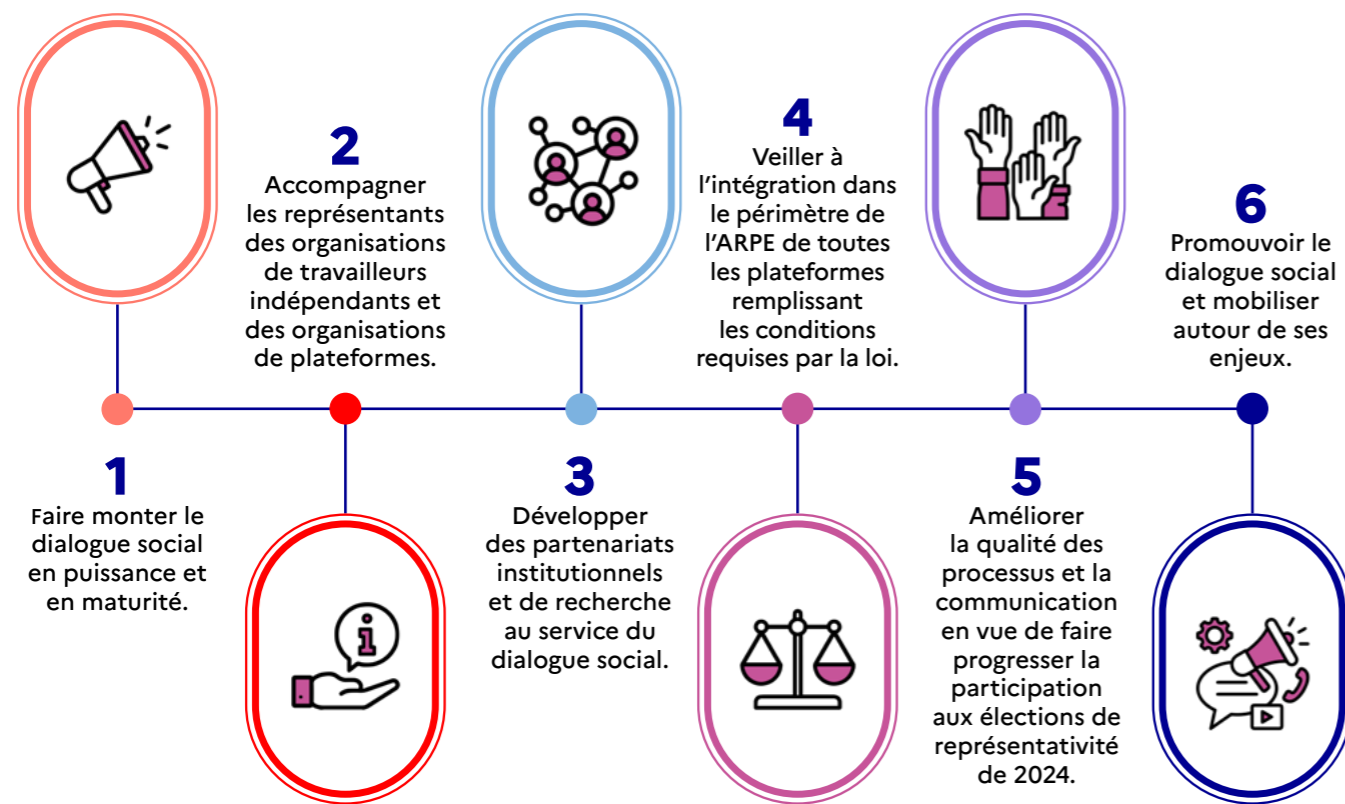 1
Faire monter le
dialogue social
en puissance et
en maturité.
2
Accompagner
les représentants
des organisations
de travailleurs
indépendants et
des organisations
de plateformes.
3
Développer
des partenariats
institutionnels
et de recherche
au service du
dialogue social.
4
Veiller à
l'intégration dans
le périmètre de
l'ARPE de toutes
les plateformes
remplissant
les conditions
requises par la loi.
5
Améliorer
la qualité des
processus et la
communication
en vue de faire
progresser la
participation
aux élections de
représentativité
de 2024.
6
Promouvoir le
dialogue social
et mobiliser
autour de ses
enjeux.